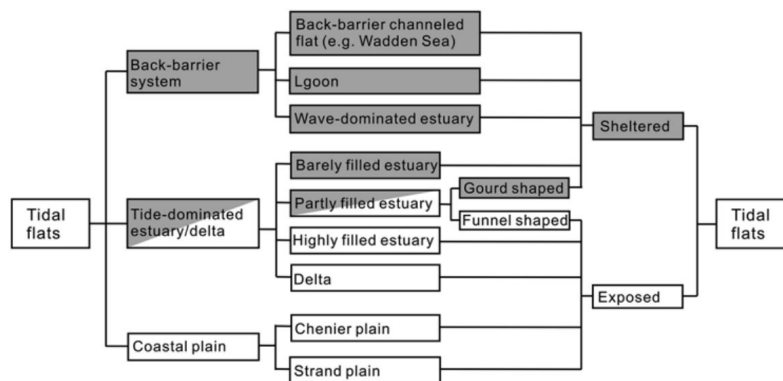 Tidal
flats
Back-barrier
system
Tide-dominated
estuary/delta
Coastal plain
Back-barrier channeled
flat (e.g. Wadden Sea)
Lgoon
Wave-dominated estuary
Barely filled estuary
Partly filled estuary
Highly filled estuary
Delta
Chenier plain
Strand plain
Gourd shaped
Funnel shaped
Sheltered
Exposed
Tidal
flats